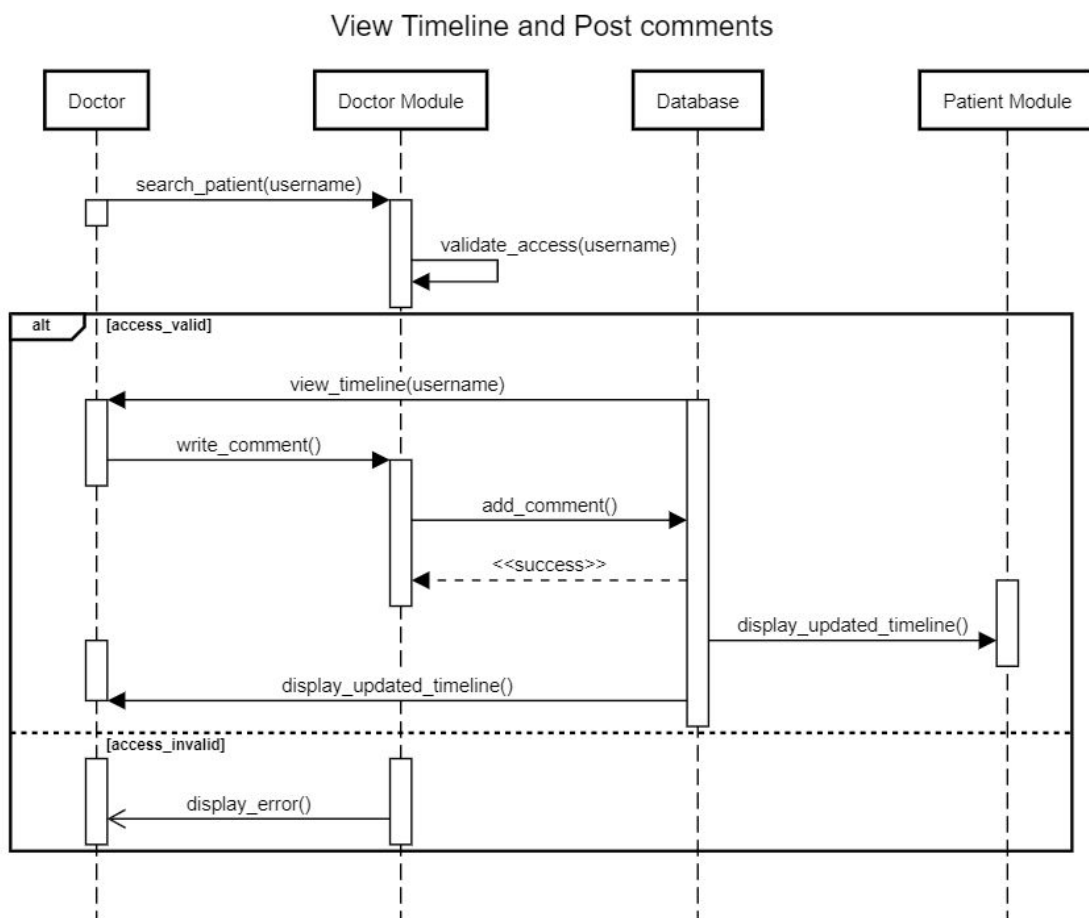 View Timeline and Post comments
Doctor
Doctor Module
Database
Patient Module
search_patient(username)
validate_access(username)
alt
[access_valid]
view_timeline(username)
write_comment()
add_comment()
<<success>>
display_updated_timeline()
display_updated_timeline()
[access_invalid]
display_error()